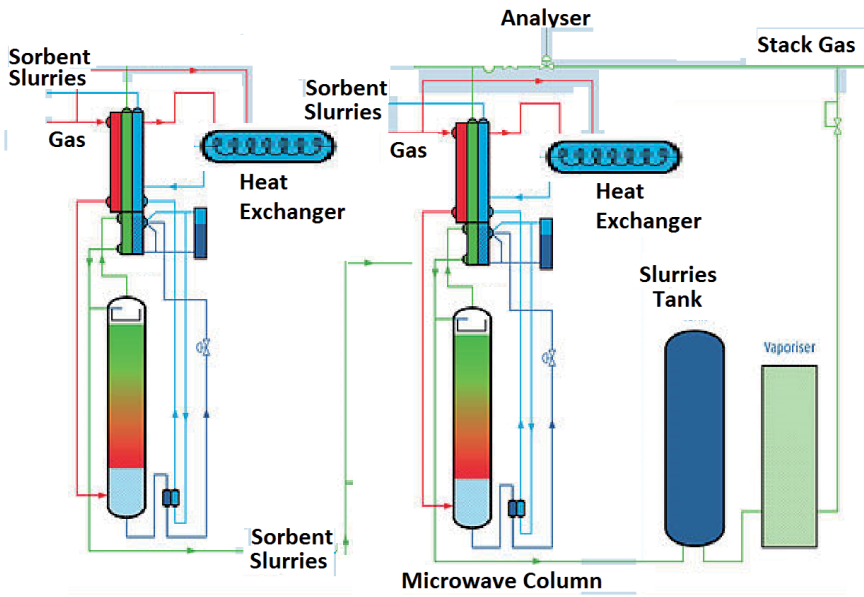 Analyser
Stack Gas
Sorbent
Slurries
Gas
Heat
Exchanger
Sorbent
Slurries
Gas
Heat
Exchanger
Slurries
Tank
Vaporiser
Sorbent
Slurries
Microwave Column